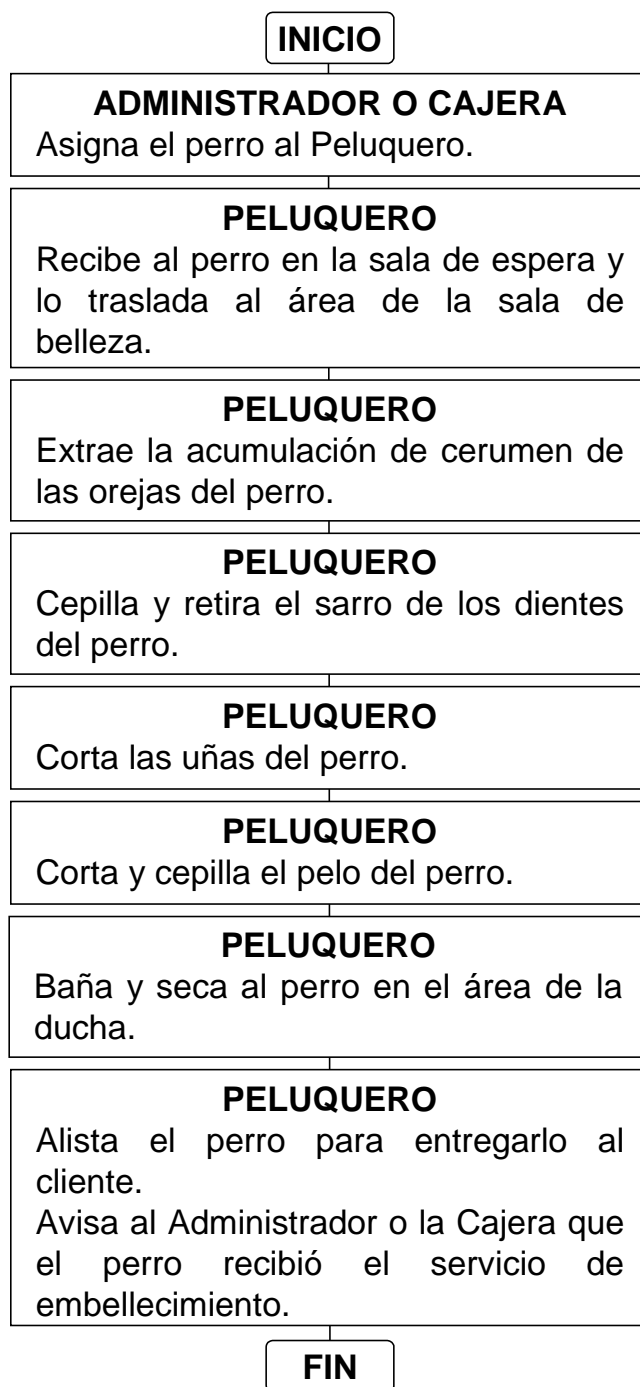 INICIO
ADMINISTRADOR O CAJERA
Asigna el perro al Peluquero.
PELUQUERO
Recibe al perro en la sala de espera y
lo traslada al área de la sala de
belleza.
PELUQUERO
Extrae la acumulación de cerumen de
las orejas del perro.
PELUQUERO
Cepilla y retira el sarro de los dientes
del perro.
PELUQUERO
Corta las uñas del perro.
PELUQUERO
Corta y cepilla el pelo del perro.
PELUQUERO
Baña y seca al perro en el área de la
ducha.
PELUQUERO
Alista el perro para entregarlo al
cliente.
Avisa al Administrador o la Cajera que
el perro recibió el servicio de
embellecimiento.
FIN